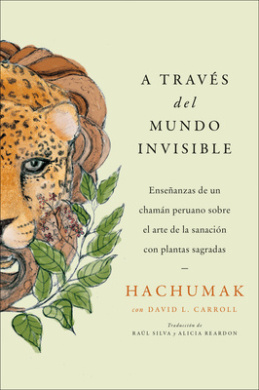 A TRAVÉS
del
MUNDO
INVISIBLE
Enseñanzas de un
chamán peruano sobre
el arte de la sanación
con plantas sagradas
—
HACHUMAK
con DAVID L. CARROLL
Traducción de
RAÚL SILVA Y ALICIA REARDON